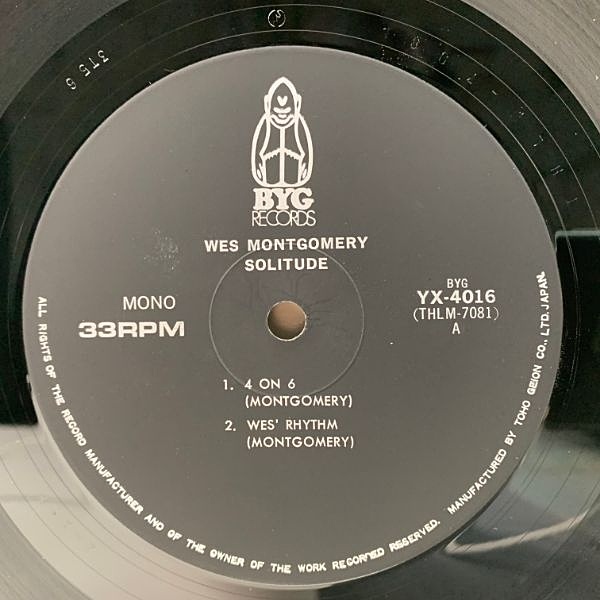 BYG
RECORDS
WES MONTGOMERY
SOLITUDE
MONO
33RPM
BYG
YX-4016
(THLM-7081)
A
1. 4 ON 6
(MONTGOMERY)
2. WES' RHYTHM
(MONTGOMERY)
ALL RIGHTS OF THE RECORD MANUFACTURER AND OF THE OWNER OF THE WORK RECORDED RESERVED. MANUFACTURED BY TOHO GEION CO., LTD. JAPAN.
3T56